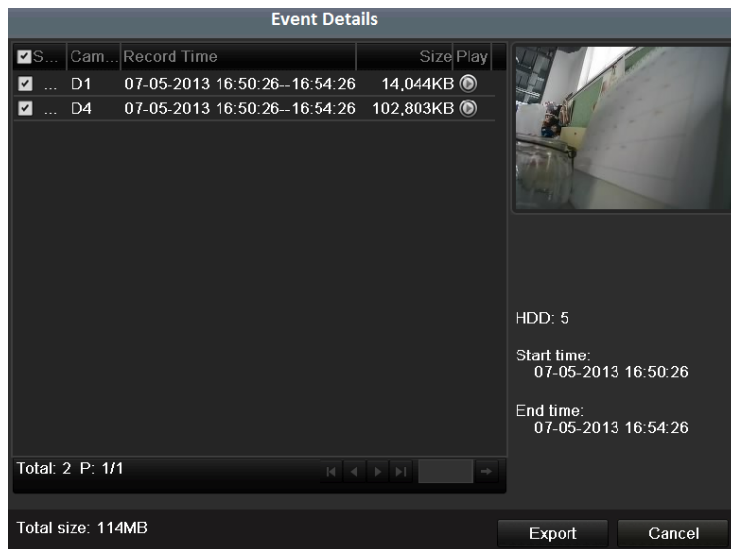 Event Details
S... Cam... Record Time Size Play
... D1 07-05-2013 16:50:26--16:54:26 14,044KB
... D4 07-05-2013 16:50:26--16:54:26 102,803KB
HDD: 5
Start time:
07-05-2013 16:50:26
End time:
07-05-2013 16:54:26
Total: 2 P: 1/1
Total size: 114MB
Export Cancel